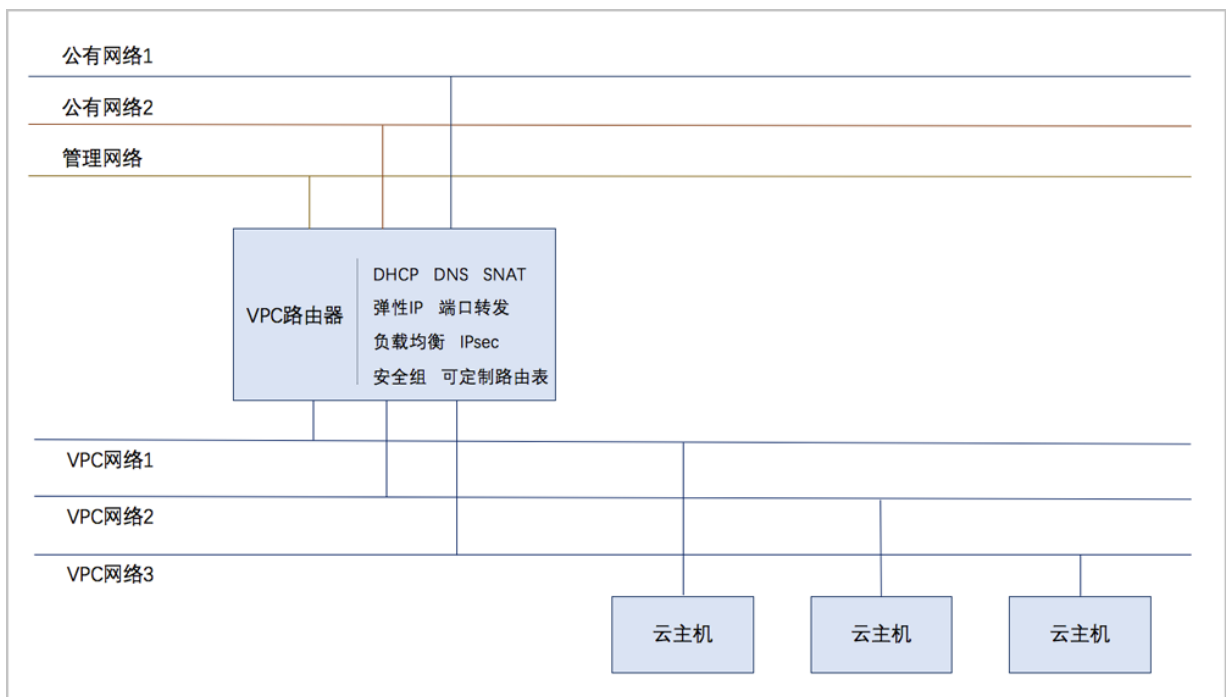 公有网络1
公有网络2
管理网络
VPC路由器
DHCP DNS SNAT
弹性IP 端口转发
负载均衡 IPsec
安全组 可定制路由表
VPC网络1
VPC网络2
VPC网络3
云主机 云主机 云主机